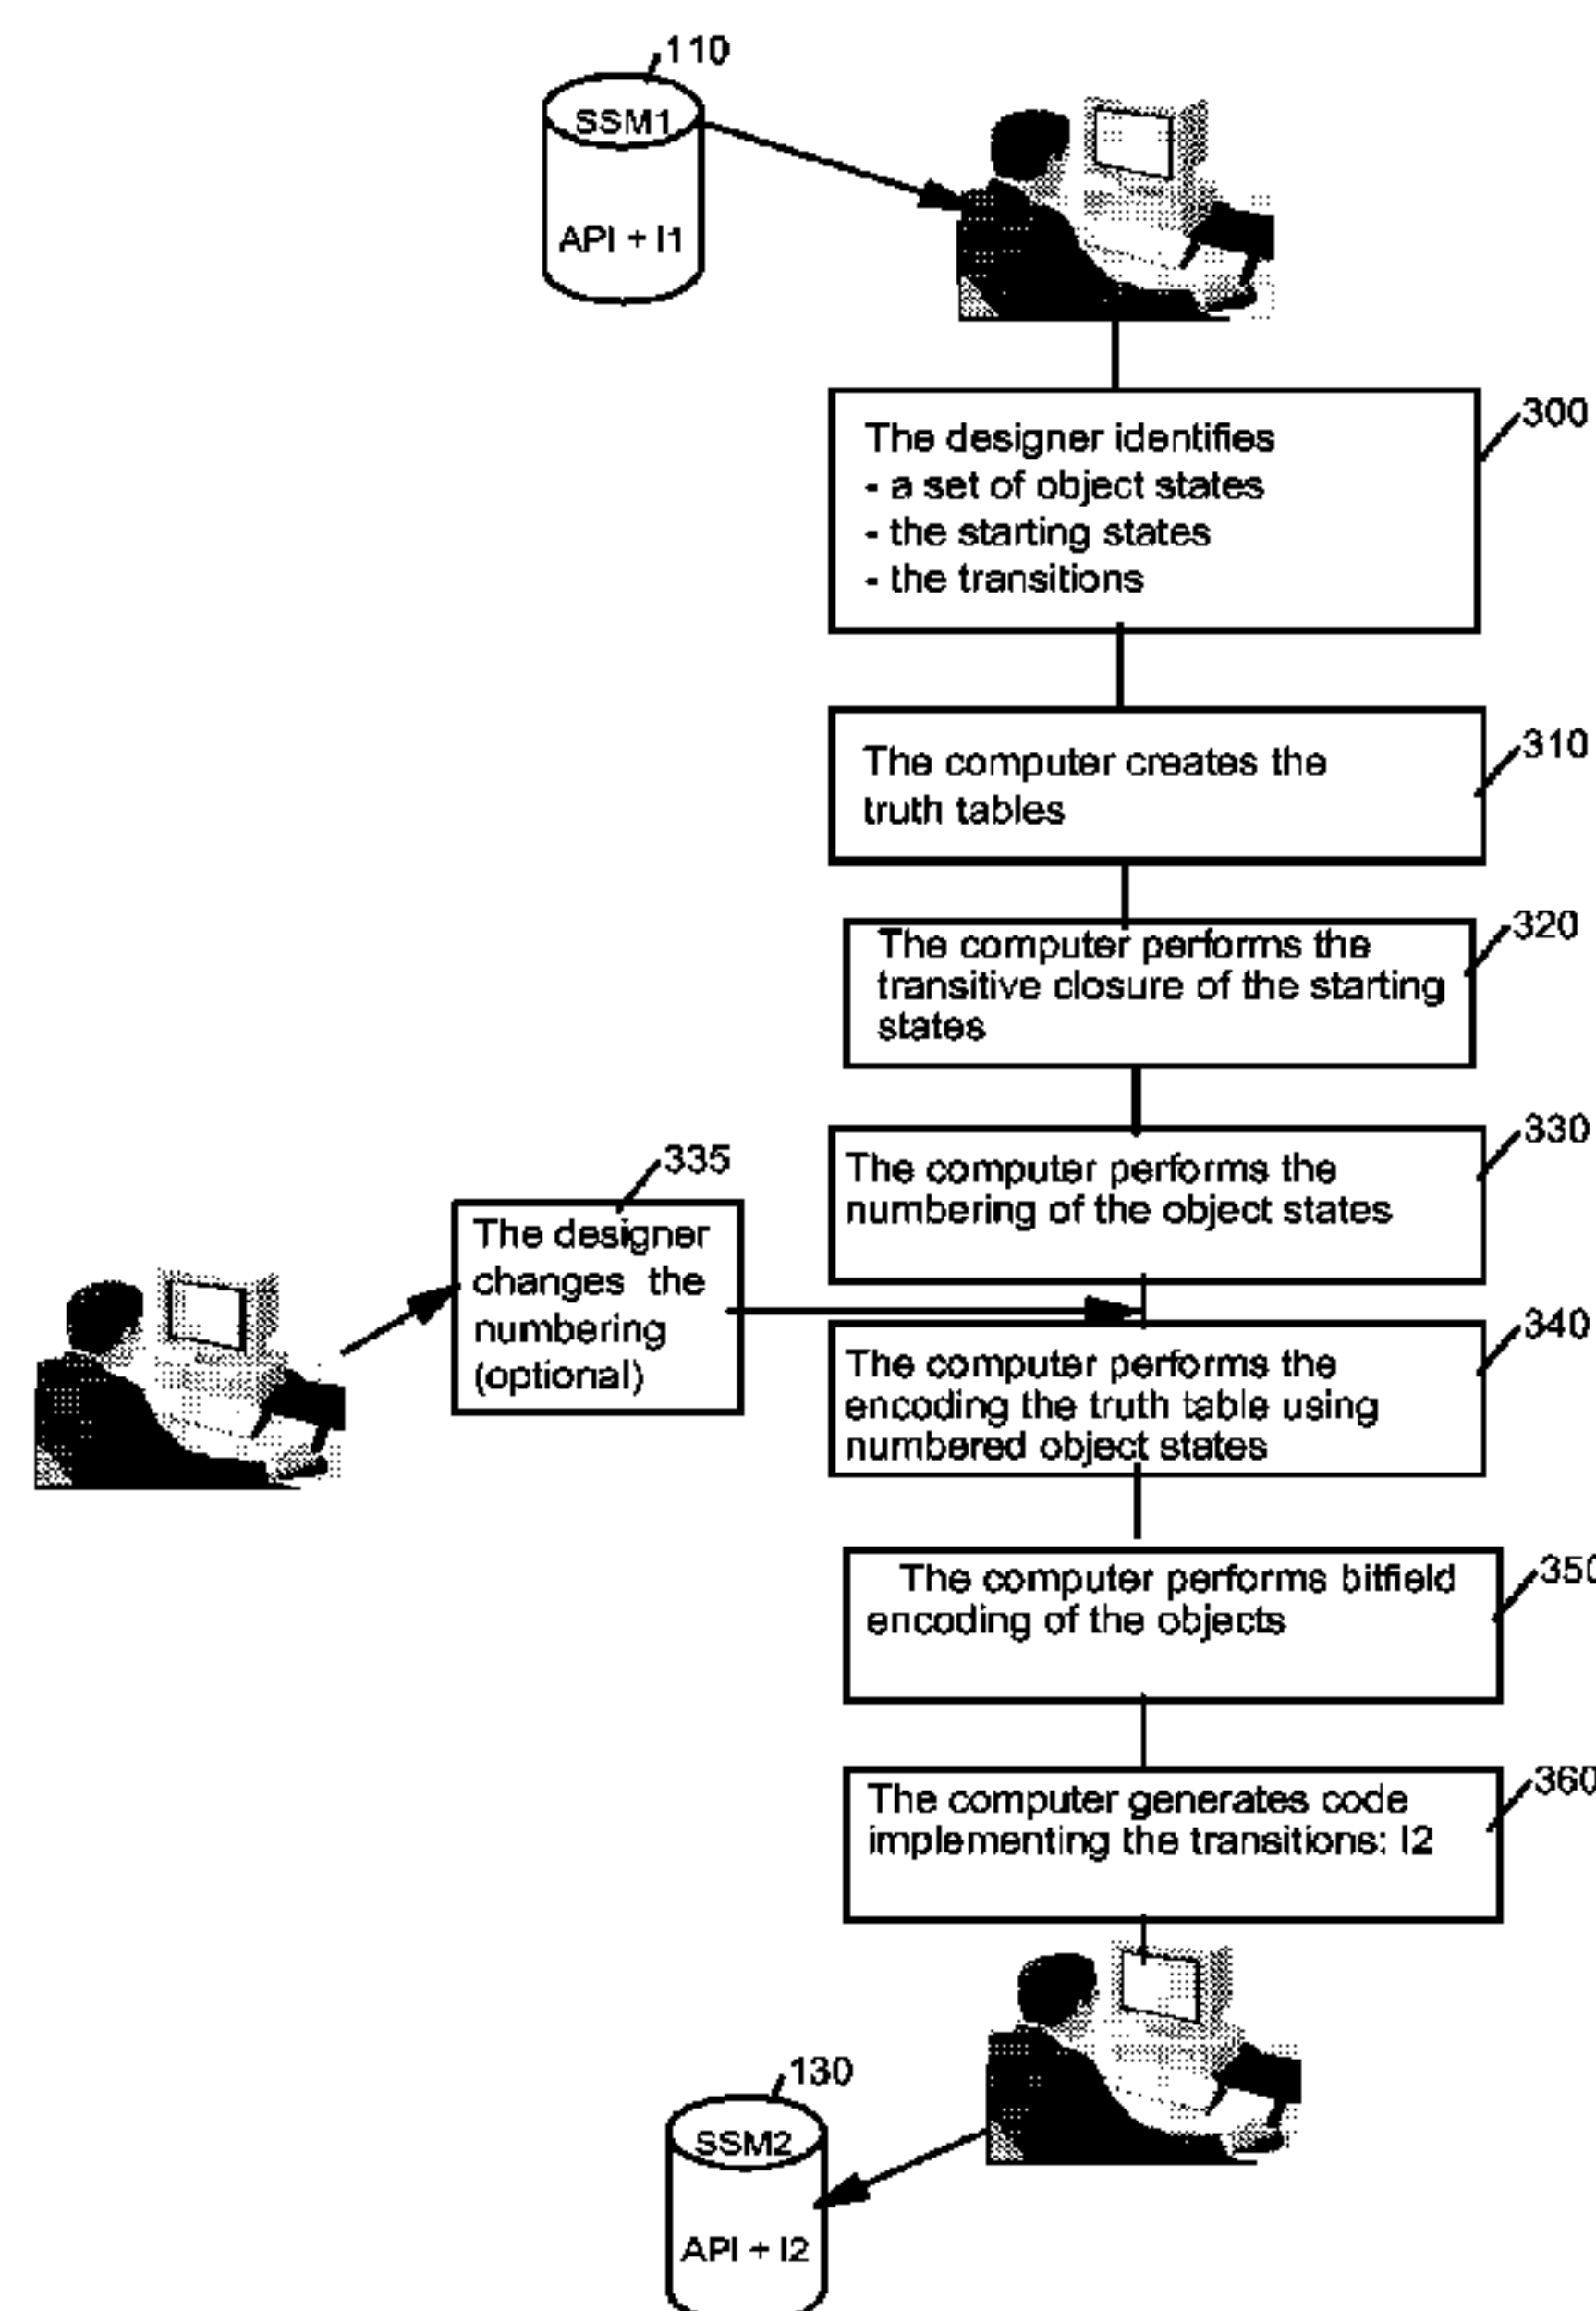 110
SSM1
API + I1
300
The designer identifies
- a set of object states
- the starting states
- the transitions
310
The computer creates the
truth tables
320
The computer performs the
transitive closure of the starting
states
330
The computer performs the
numbering of the object states
335
The designer
changes the
numbering
(optional)
340
The computer performs the
encoding the truth table using
numbered object states
350
The computer performs bitfield
encoding of the objects
360
The computer generates code
implementing the transitions: I2
130
SSM2
API + I2